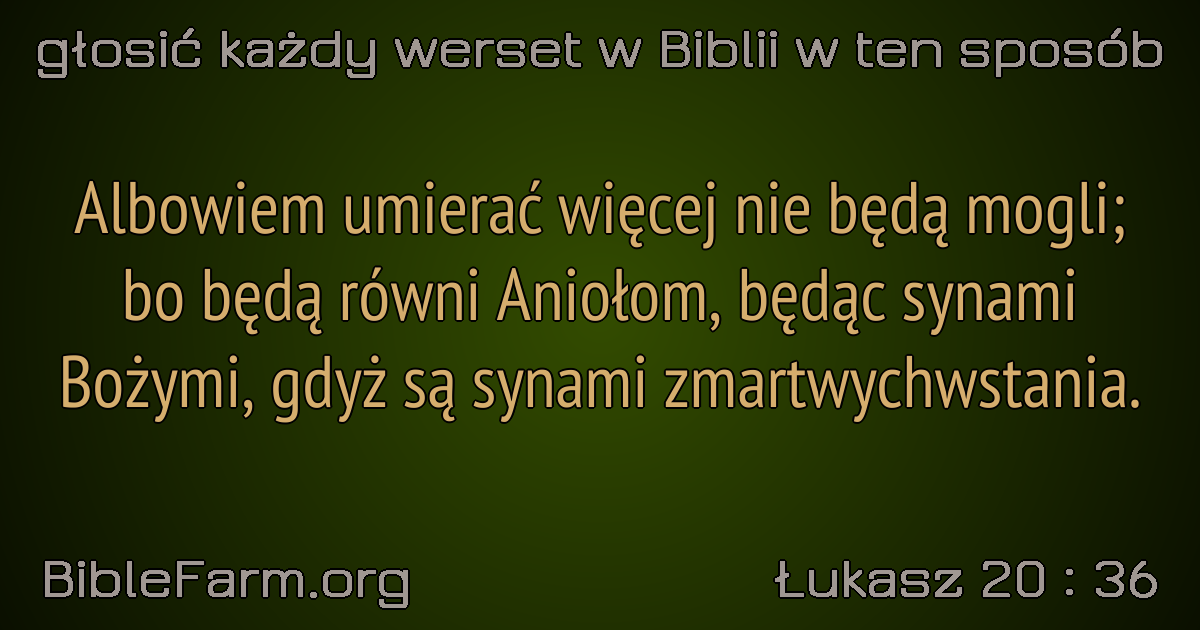 głosić każdy werset w Biblii w ten sposób
Albowiem umierać więcej nie będą mogli;
bo będą równi Aniołom, będąc synami
Bożymi, gdyż są synami zmartwychwstania.
BibleFarm.org
Łukasz 20 : 36